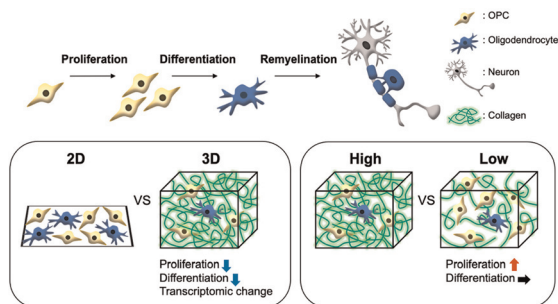 Proliferation
Differentiation
Remyelination
: OPC
: Oligodendrocyte
: Neuron
: Collagen
2D
VS
3D
Proliferation
Differentiation
Transcriptomic change
High
VS
Low
Proliferation
Differentiation